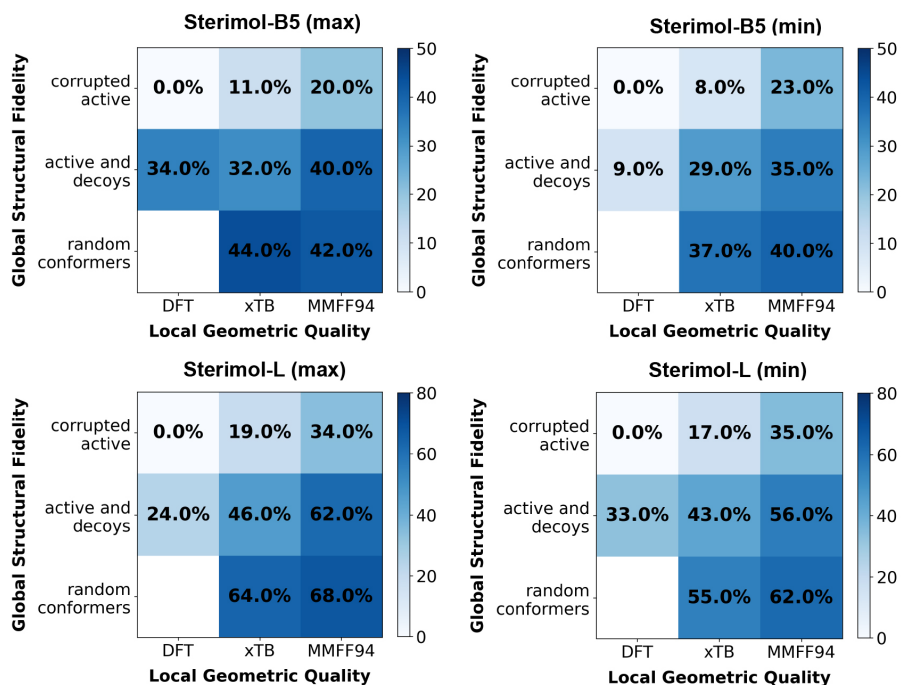 Sterimol-B5 (max)
Global Structural Fidelity
corrupted
active
0.0%
11.0%
20.0%
active and
decoys
34.0%
32.0%
40.0%
random
conformers
44.0%
42.0%
DFT
xTB
MMFF94
Local Geometric Quality
50
40
30
20
10
0
Sterimol-B5 (min)
Global Structural Fidelity
corrupted
active
0.0%
8.0%
23.0%
active and
decoys
9.0%
29.0%
35.0%
random
conformers
37.0%
40.0%
DFT
xTB
MMFF94
Local Geometric Quality
50
40
30
20
10
0
Sterimol-L (max)
Global Structural Fidelity
corrupted
active
0.0%
19.0%
34.0%
active and
decoys
24.0%
46.0%
62.0%
random
conformers
64.0%
68.0%
DFT
xTB
MMFF94
Local Geometric Quality
80
60
40
20
0
Sterimol-L (min)
Global Structural Fidelity
corrupted
active
0.0%
17.0%
35.0%
active and
decoys
33.0%
43.0%
56.0%
random
conformers
55.0%
62.0%
DFT
xTB
MMFF94
Local Geometric Quality
80
60
40
20
0